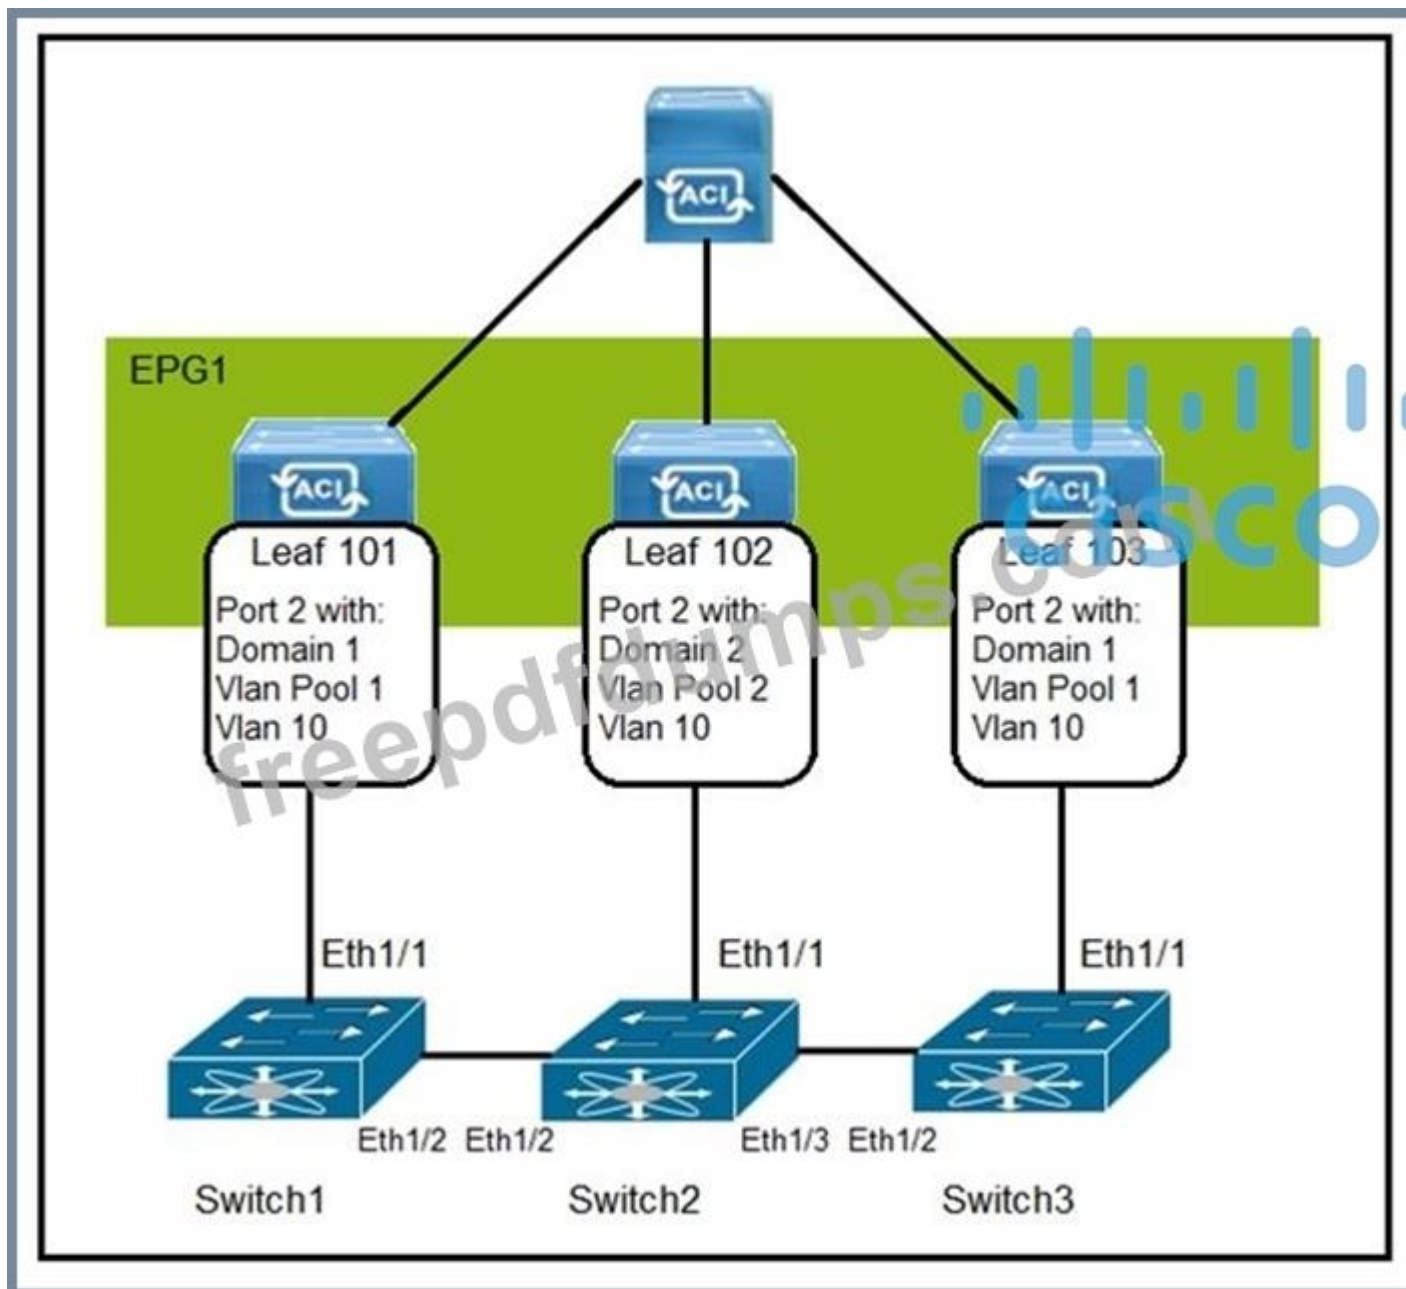 ACI
EPG1
ACI
ACI
ACI
cisco
Leaf 101
Port 2 with:
Domain 1
Vlan Pool 1
Vlan 10
Leaf 102
Port 2 with:
Domain 2
Vlan Pool 2
Vlan 10
Leaf 103
Port 2 with:
Domain 1
Vlan Pool 1
Vlan 10
freepdfdumps.com
Eth1/1
Eth1/1
Eth1/1
Eth1/2 Eth1/2
Eth1/3 Eth1/2
Switch1
Switch2
Switch3